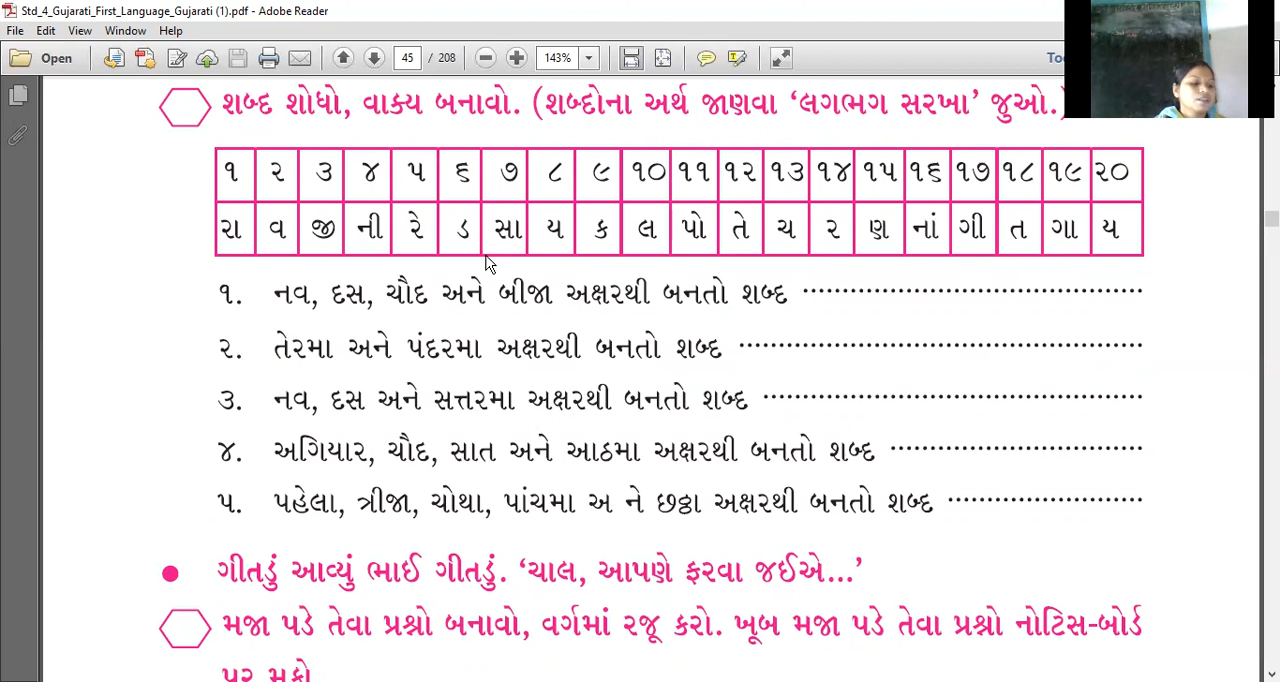 Std_4_Gujarati_First_Language_Gujarati (1).pdf - Adobe Reader
File Edit View Window Help
Open 45 / 208 143%
શબ્દ શોધો, વાક્ય બનાવો. (શબ્દોના અર્થ જાણવા ‘લગભગ સરખા’ જુઓ.)
૧ ૨ ૩ ૪ ૫ ૬ ૭ ૮ ૯ ૧૦ ૧૧ ૧૨ ૧૩ ૧૪ ૧૫ ૧૬ ૧૭ ૧૮ ૧૯ ૨૦
રા વ જી ની રે ડ સા ય ક લ પો તે ચ ર ણ નાં ગી ત ગા ય
૧. નવ, દસ, ચૌદ અને બીજા અક્ષરથી બનતો શબ્દ ........................................
૨. તેરમા અને પંદરમા અક્ષરથી બનતો શબ્દ ................................................
૩. નવ, દસ અને સત્તરમા અક્ષરથી બનતો શબ્દ .............................................
૪. અગિયાર, ચૌદ, સાત અને આઠમા અક્ષરથી બનતો શબ્દ ..............................
૫. પહેલા, ત્રીજા, ચોથા, પાંચમા અ ને છઠ્ઠા અક્ષરથી બનતો શબ્દ .......................
● ગીતડું આવ્યું ભાઈ ગીતડું. ‘ચાલ, આપણે ફરવા જઈએ...’
મજા પડે તેવા પ્રશ્નો બનાવો, વર્ગમાં રજૂ કરો. ખૂબ મજા પડે તેવા પ્રશ્નો નોટિસ-બોર્ડ